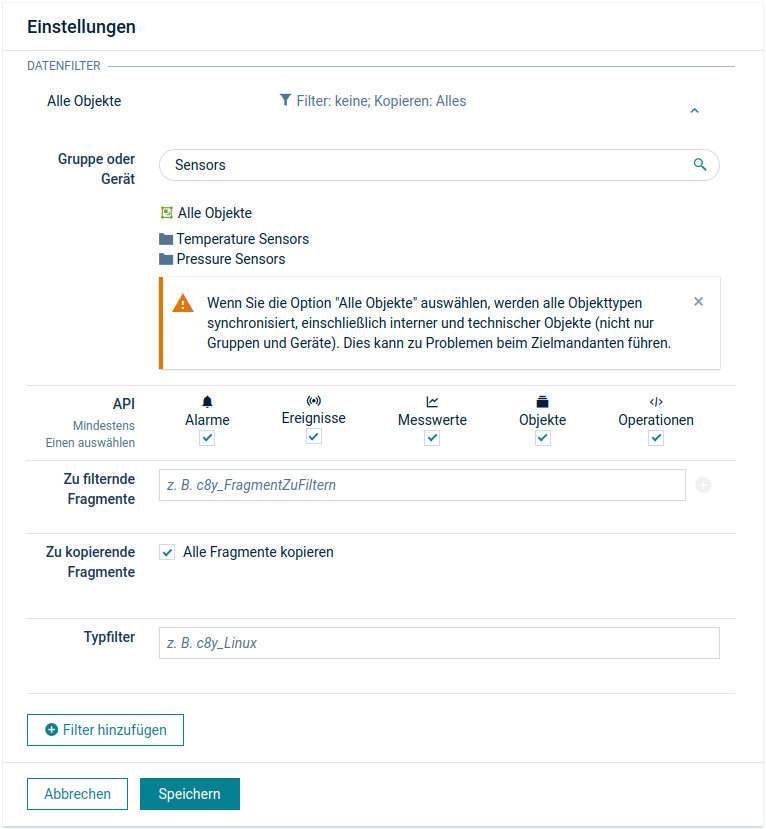 Einstellungen
DATENFILTER
Alle Objekte
Filter: keine; Kopieren: Alles
Gruppe oder
Gerät
Sensors
Alle Objekte
Temperature Sensors
Pressure Sensors
Wenn Sie die Option "Alle Objekte" auswählen, werden alle Objekttypen
synchronisiert, einschließlich interner und technischer Objekte (nicht nur
Gruppen und Geräte). Dies kann zu Problemen beim Zielmandanten führen.
API
Mindestens
Einen auswählen
Alarme
Ereignisse
Messwerte
Objekte
Operationen
Zu filternde
Fragmente
z. B. c8y_FragmentZuFiltern
Zu kopierende
Fragmente
Alle Fragmente kopieren
Typfilter
z. B. c8y_Linux
Filter hinzufügen
Abbrechen
Speichern